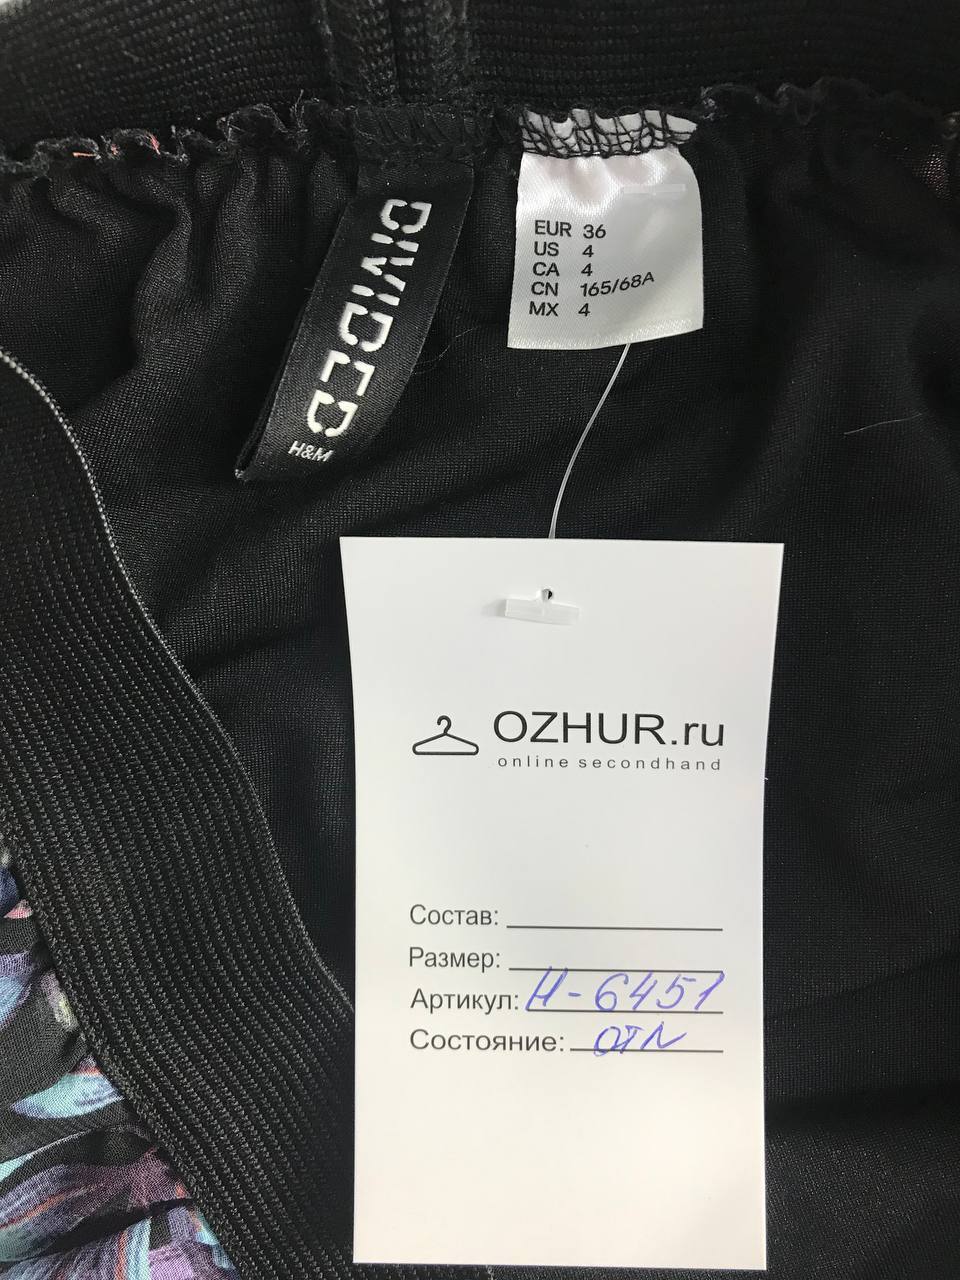 DIVIDED
H&M
EUR 36
US 4
CA 4
CN 165/68A
MX 4
OZHUR.ru
online secondhand
Состав:
Размер:
Артикул: Н-6451
Состояние: отл